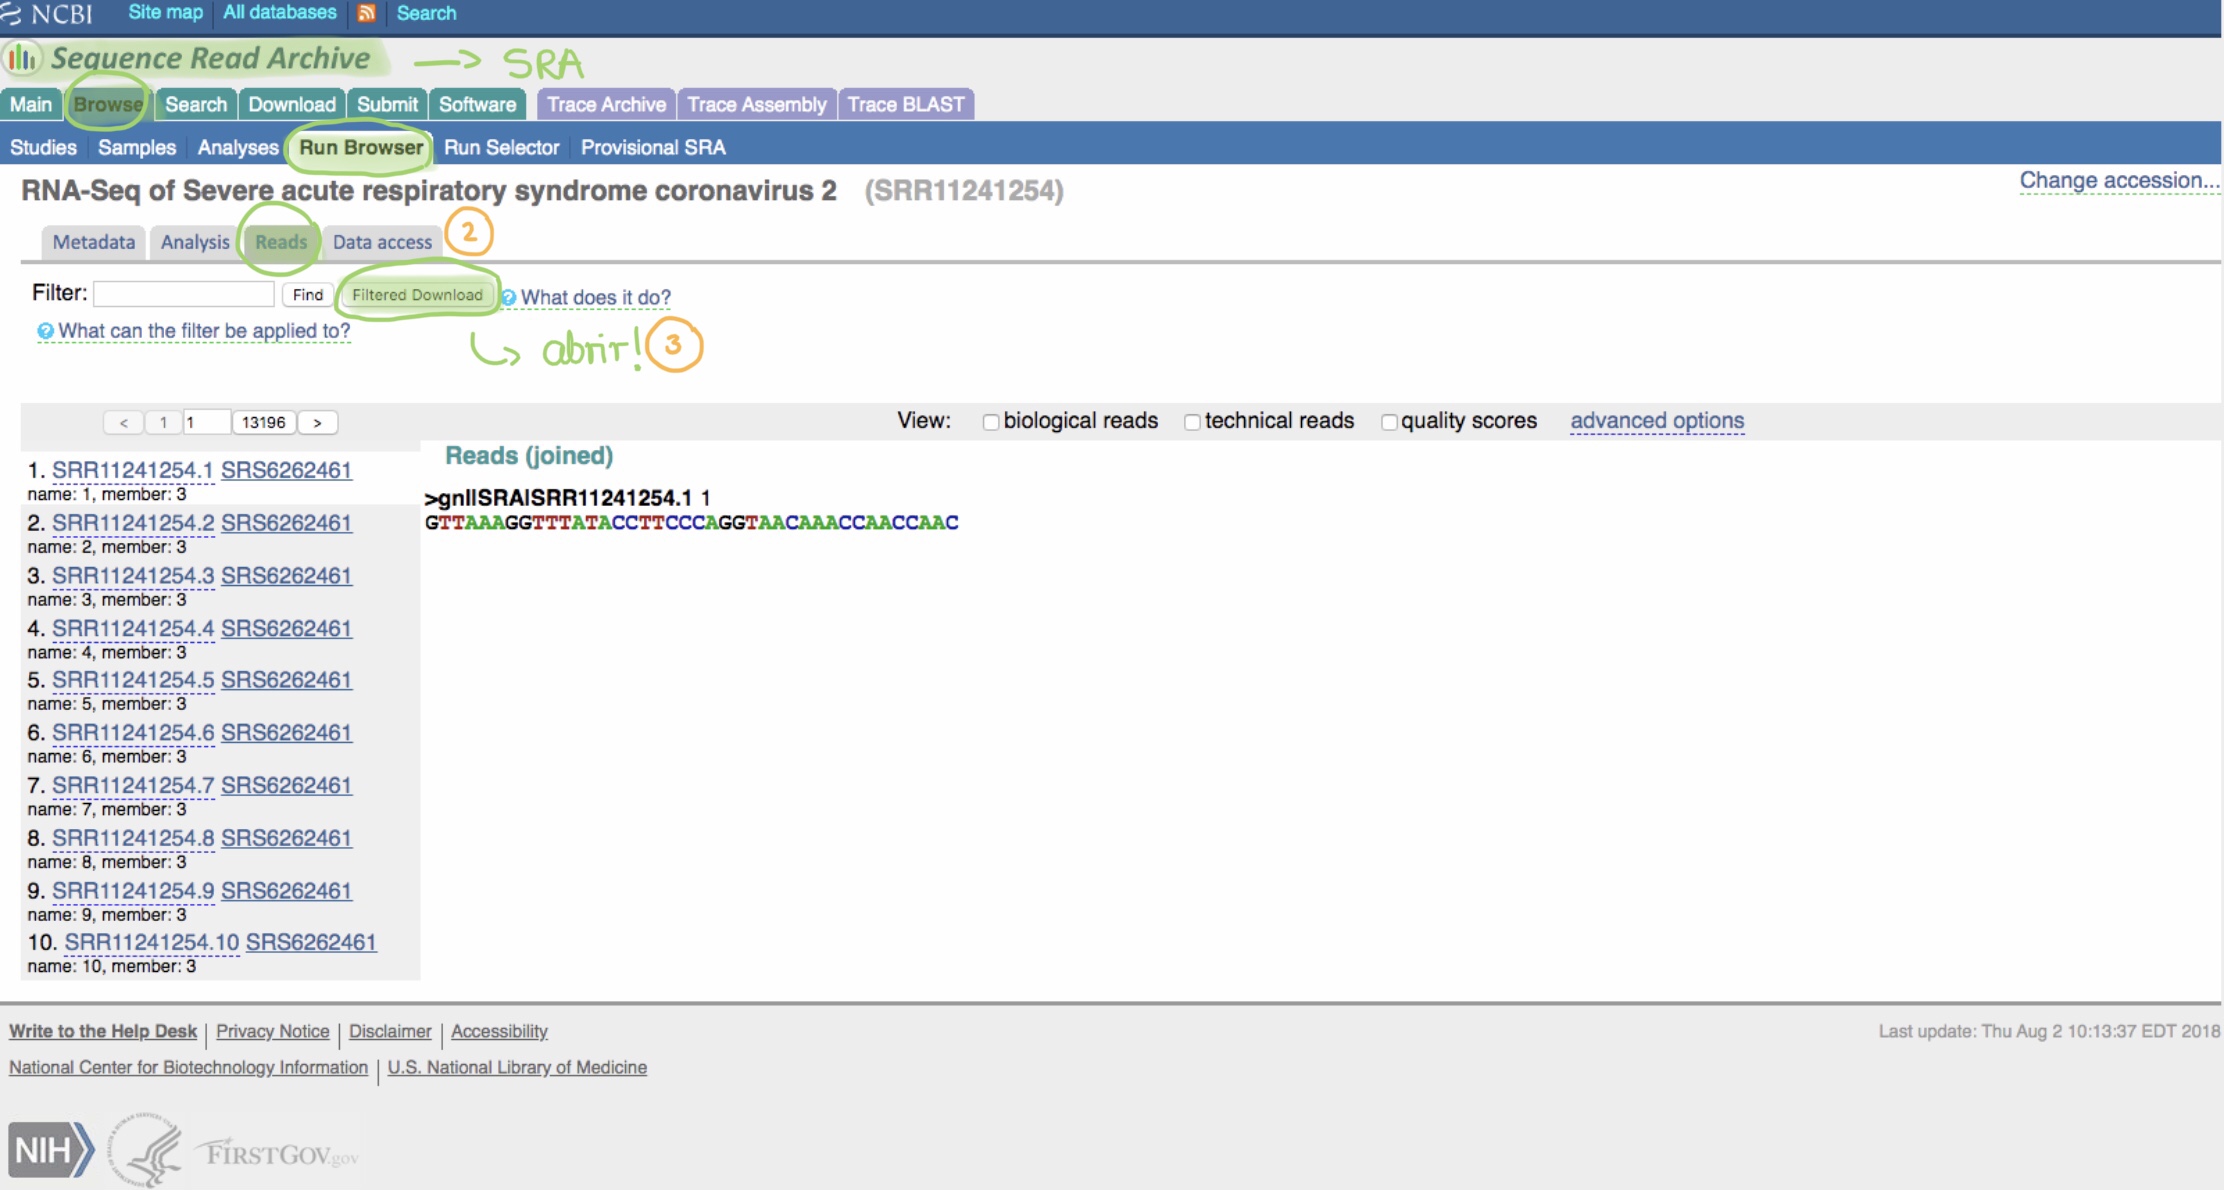 NCBI Site map All databases Search
Sequence Read Archive → SRA
Main Browse Search Download Submit Software Trace Archive Trace Assembly Trace BLAST
Studies Samples Analyses Run Browser Run Selector Provisional SRA
RNA-Seq of Severe acute respiratory syndrome coronavirus 2 (SRR11241254)
Change accession...
Metadata Analysis Reads Data access 2
Filter: Find Filtered Download ? What does it do?
? What can the filter be applied to?
abrir! 3
< 1 1 13196 > View: biological reads technical reads quality scores advanced options
Reads (joined)
>gnl|SRA|SRR11241254.1 1
GTTAAAGGTTTATACCTTCCCAGGTAACAAACCAACCAAC
1. SRR11241254.1 SRS6262461
name: 1, member: 3
2. SRR11241254.2 SRS6262461
name: 2, member: 3
3. SRR11241254.3 SRS6262461
name: 3, member: 3
4. SRR11241254.4 SRS6262461
name: 4, member: 3
5. SRR11241254.5 SRS6262461
name: 5, member: 3
6. SRR11241254.6 SRS6262461
name: 6, member: 3
7. SRR11241254.7 SRS6262461
name: 7, member: 3
8. SRR11241254.8 SRS6262461
name: 8, member: 3
9. SRR11241254.9 SRS6262461
name: 9, member: 3
10. SRR11241254.10 SRS6262461
name: 10, member: 3
Write to the Help Desk | Privacy Notice | Disclaimer | Accessibility
Last update: Thu Aug 2 10:13:37 EDT 2018
National Center for Biotechnology Information | U.S. National Library of Medicine
NIH FIRSTGOV.gov